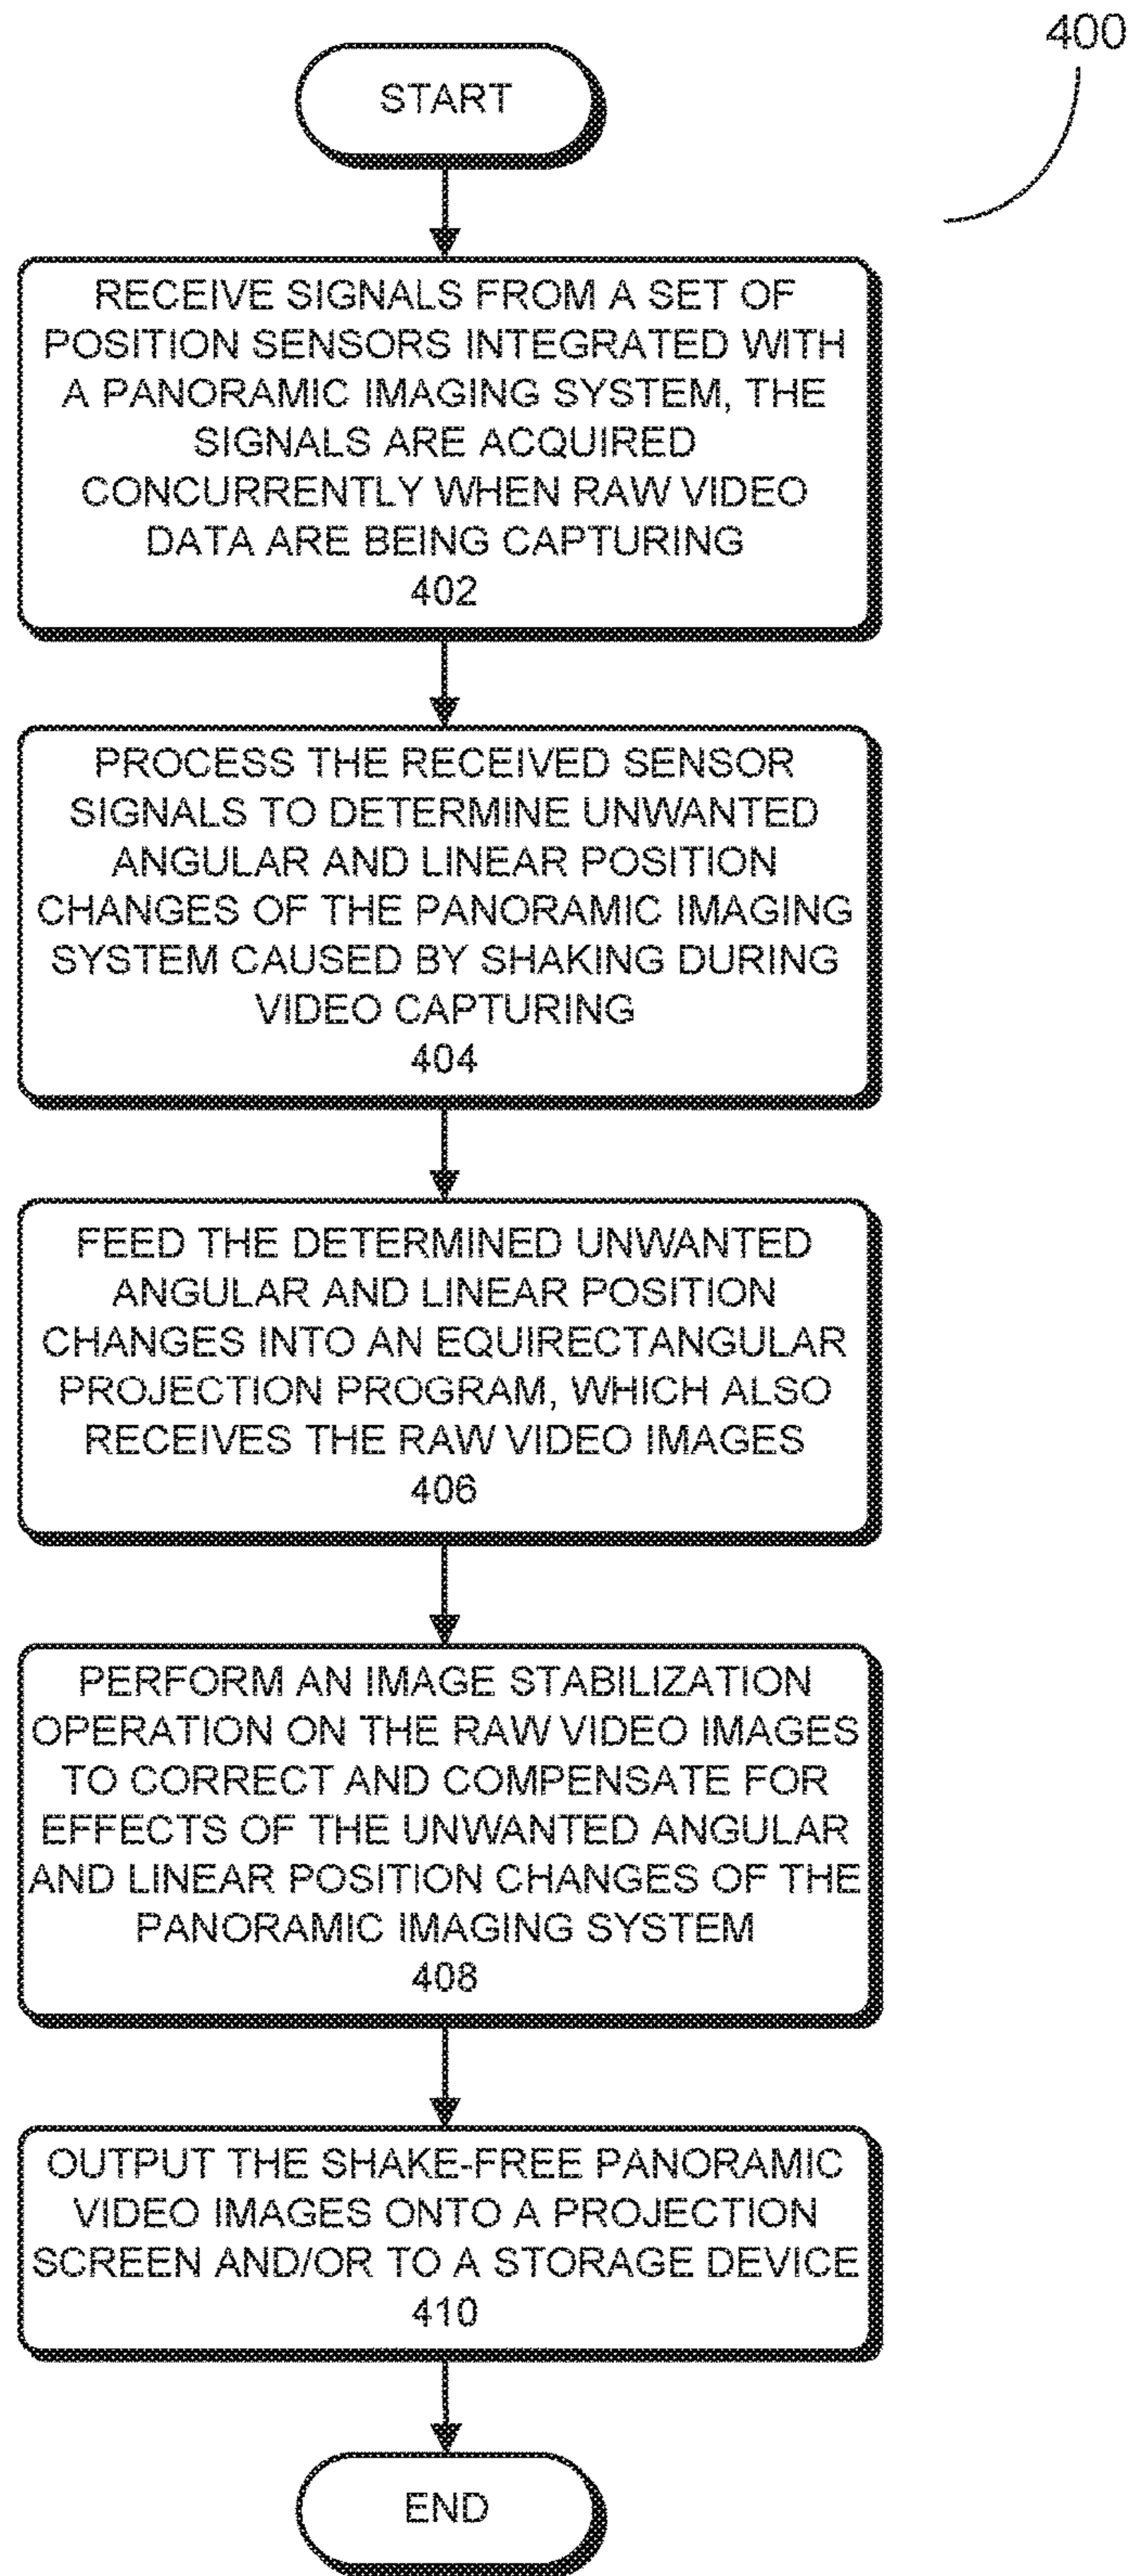 400
START
RECEIVE SIGNALS FROM A SET OF
POSITION SENSORS INTEGRATED WITH
A PANORAMIC IMAGING SYSTEM, THE
SIGNALS ARE ACQUIRED
CONCURRENTLY WHEN RAW VIDEO
DATA ARE BEING CAPTURING
402
PROCESS THE RECEIVED SENSOR
SIGNALS TO DETERMINE UNWANTED
ANGULAR AND LINEAR POSITION
CHANGES OF THE PANORAMIC IMAGING
SYSTEM CAUSED BY SHAKING DURING
VIDEO CAPTURING
404
FEED THE DETERMINED UNWANTED
ANGULAR AND LINEAR POSITION
CHANGES INTO AN EQUIRECTANGULAR
PROJECTION PROGRAM, WHICH ALSO
RECEIVES THE RAW VIDEO IMAGES
406
PERFORM AN IMAGE STABILIZATION
OPERATION ON THE RAW VIDEO IMAGES
TO CORRECT AND COMPENSATE FOR
EFFECTS OF THE UNWANTED ANGULAR
AND LINEAR POSITION CHANGES OF THE
PANORAMIC IMAGING SYSTEM
408
OUTPUT THE SHAKE-FREE PANORAMIC
VIDEO IMAGES ONTO A PROJECTION
SCREEN AND/OR TO A STORAGE DEVICE
410
END